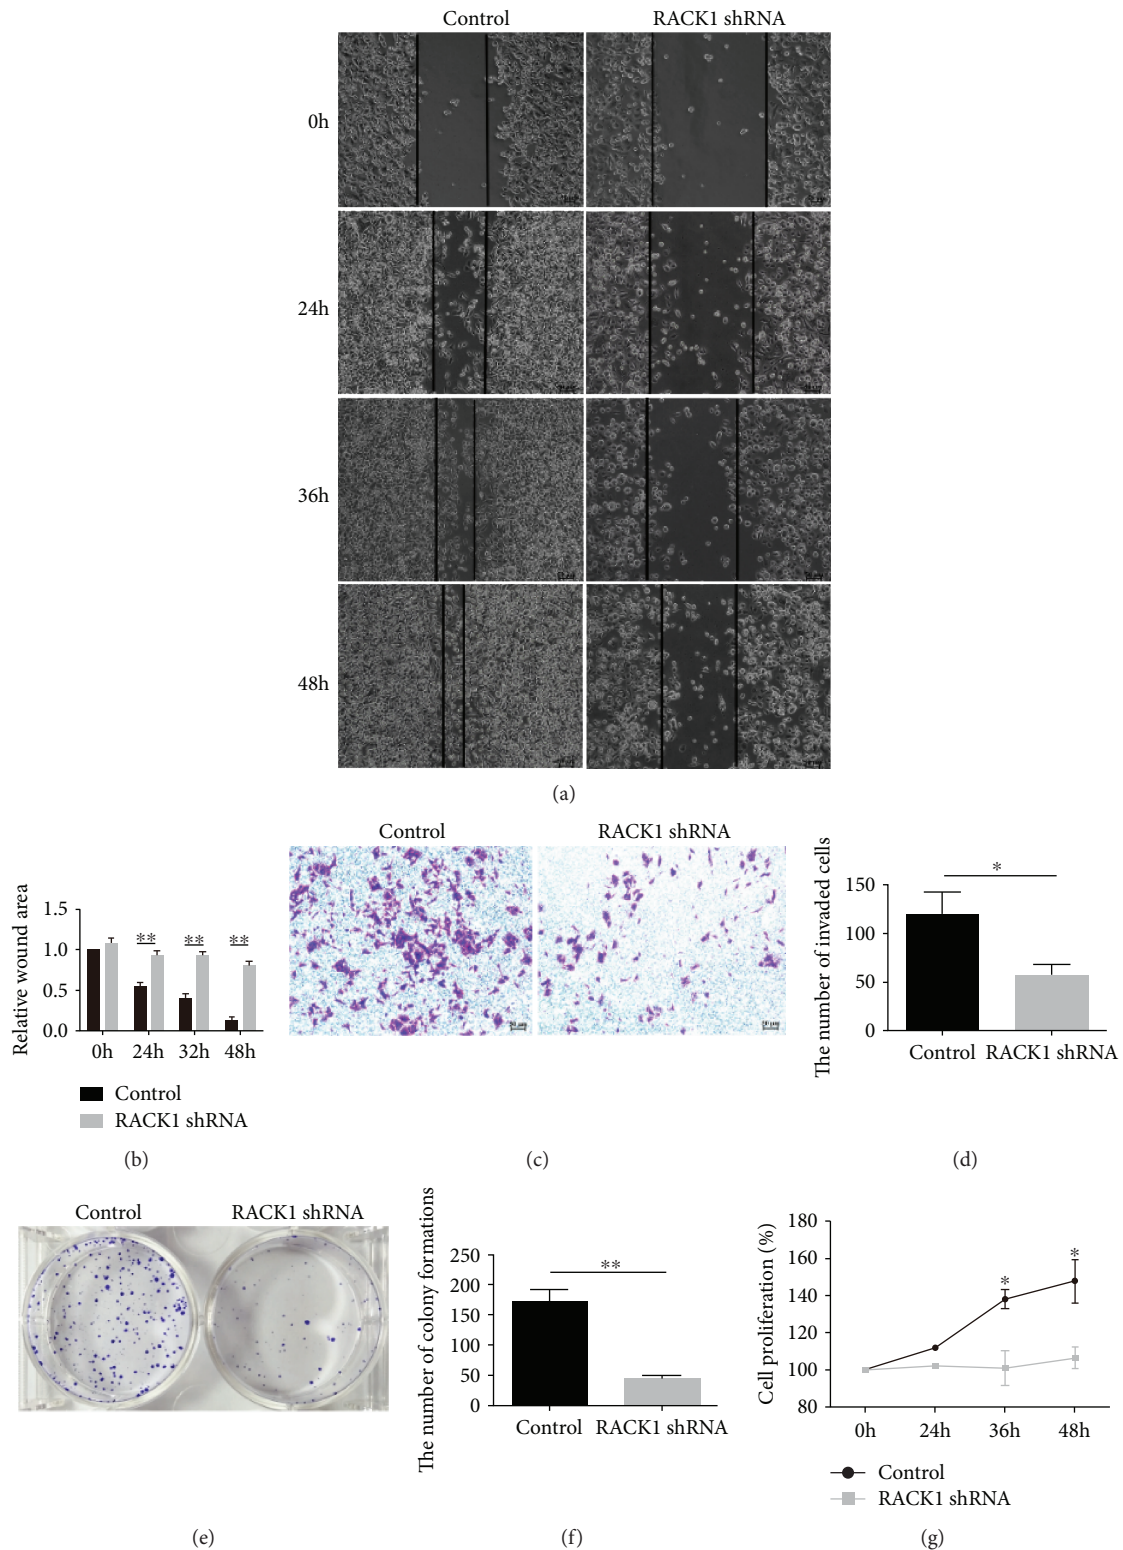 Control RACK1 shRNA
0h
24h
36h
48h
(a)
Relative wound area
1.5
1.0
0.5
0.0
** ** **
0h 24h 32h 48h
Control
RACK1 shRNA
(b)
Control RACK1 shRNA
(c)
The number of invaded cells
150
100
50
0
*
Control RACK1 shRNA
(d)
Control RACK1 shRNA
(e)
The number of colony formations
250
200
150
100
50
0
**
Control RACK1 shRNA
(f)
Cell proliferation (%)
180
160
140
120
100
80
* *
0h 24h 36h 48h
Control
RACK1 shRNA
(g)